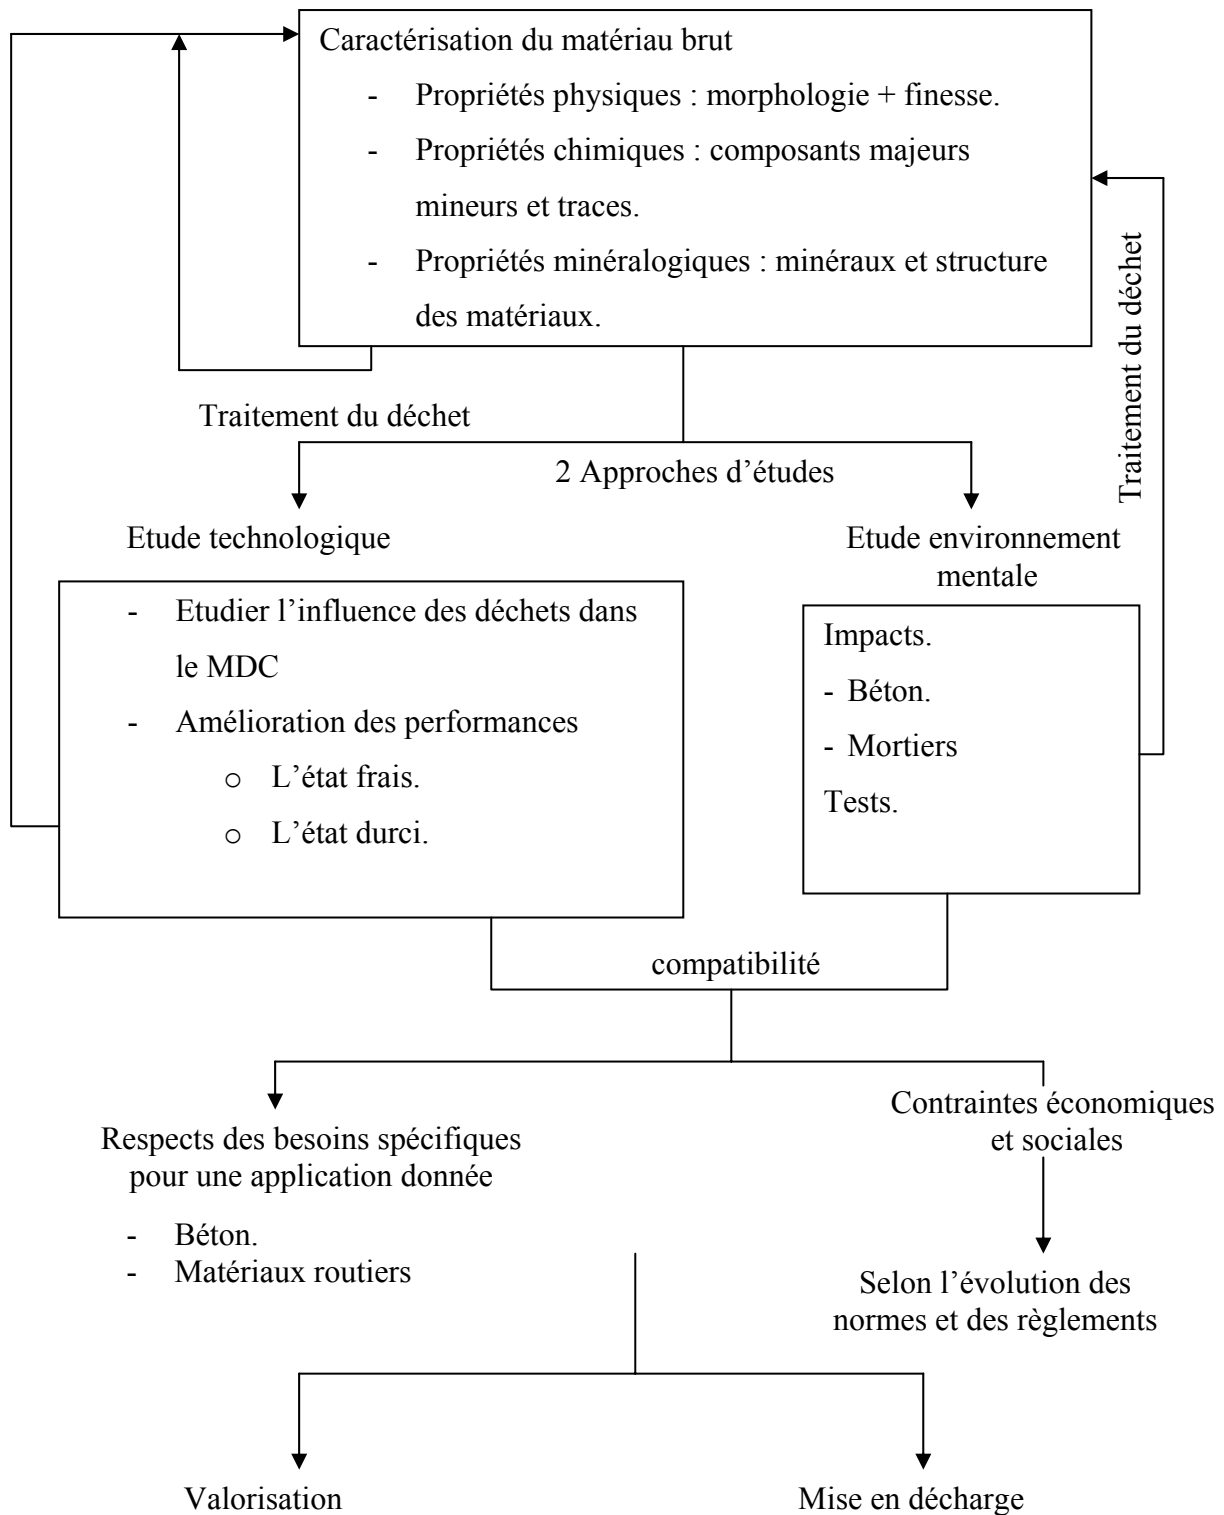 Caractérisation du matériau brut
- Propriétés physiques : morphologie + finesse.
- Propriétés chimiques : composants majeurs
mineurs et traces.
- Propriétés minéralogiques : minéraux et structure
des matériaux.
Traitement du déchet
Traitement du déchet
2 Approches d’études
Etude technologique
Etude environnement
mentale
- Etudier l’influence des déchets dans
le MDC
- Amélioration des performances
o L’état frais.
o L’état durci.
Impacts.
- Béton.
- Mortiers
Tests.
compatibilité
Respects des besoins spécifiques
pour une application donnée
- Béton.
- Matériaux routiers
Contraintes économiques
et sociales
Selon l’évolution des
normes et des règlements
Valorisation
Mise en décharge